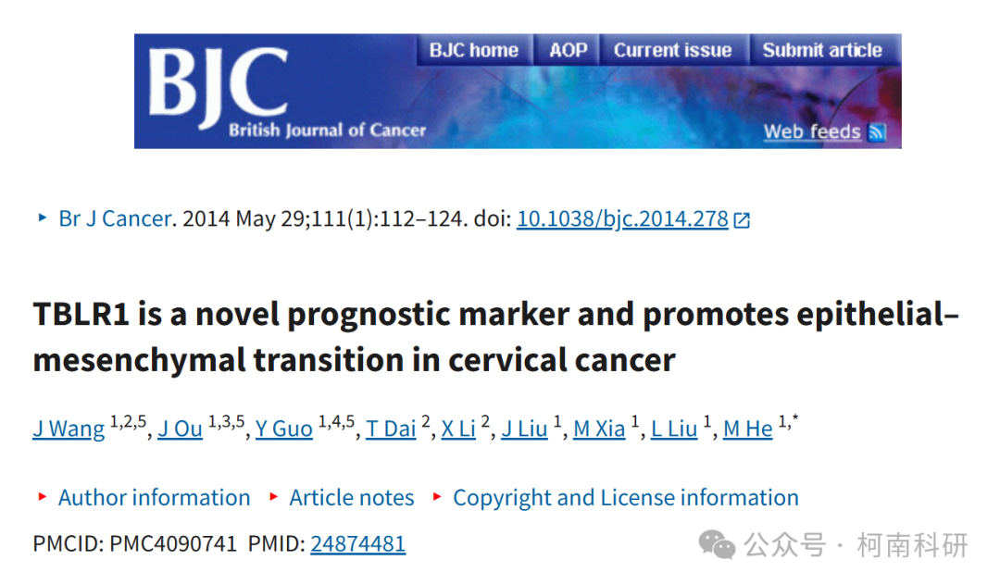 BJC home AOP Current issue Submit article
BJC
British Journal of Cancer
Web feeds
Br J Cancer. 2014 May 29;111(1):112–124. doi: 10.1038/bjc.2014.278
TBLR1 is a novel prognostic marker and promotes epithelial–
mesenchymal transition in cervical cancer
J Wang 1,2,5, J Ou 1,3,5, Y Guo 1,4,5, T Dai 2, X Li 2, J Liu 1, M Xia 1, L Liu 1, M He 1,*
Author information Article notes Copyright and License information
PMCID: PMC4090741 PMID: 24874481
公众号 · 柯南科研